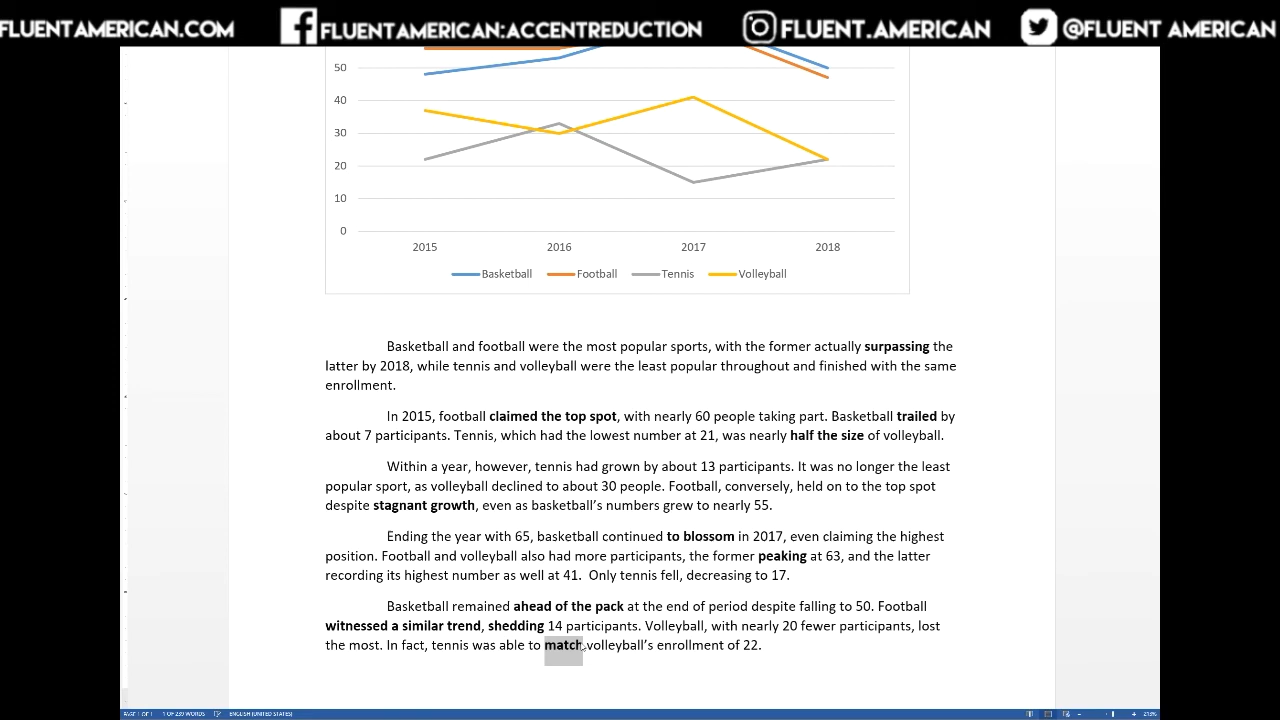 FLUENTAMERICAN.COM FLUENTAMERICAN:ACCENTREDUCTION FLUENT.AMERICAN @FLUENT AMERICAN
50
40
30
20
10
0
2015 2016 2017 2018
Basketball Football Tennis Volleyball
Basketball and football were the most popular sports, with the former actually surpassing the
latter by 2018, while tennis and volleyball were the least popular throughout and finished with the same
enrollment.
In 2015, football claimed the top spot, with nearly 60 people taking part. Basketball trailed by
about 7 participants. Tennis, which had the lowest number at 21, was nearly half the size of volleyball.
Within a year, however, tennis had grown by about 13 participants. It was no longer the least
popular sport, as volleyball declined to about 30 people. Football, conversely, held on to the top spot
despite stagnant growth, even as basketball's numbers grew to nearly 55.
Ending the year with 65, basketball continued to blossom in 2017, even claiming the highest
position. Football and volleyball also had more participants, the former peaking at 63, and the latter
recording its highest number as well at 41. Only tennis fell, decreasing to 17.
Basketball remained ahead of the pack at the end of period despite falling to 50. Football
witnessed a similar trend, shedding 14 participants. Volleyball, with nearly 20 fewer participants, lost
the most. In fact, tennis was able to match volleyball's enrollment of 22.
PAGE 1 OF 1 1 OF 239 WORDS ENGLISH (UNITED STATES)